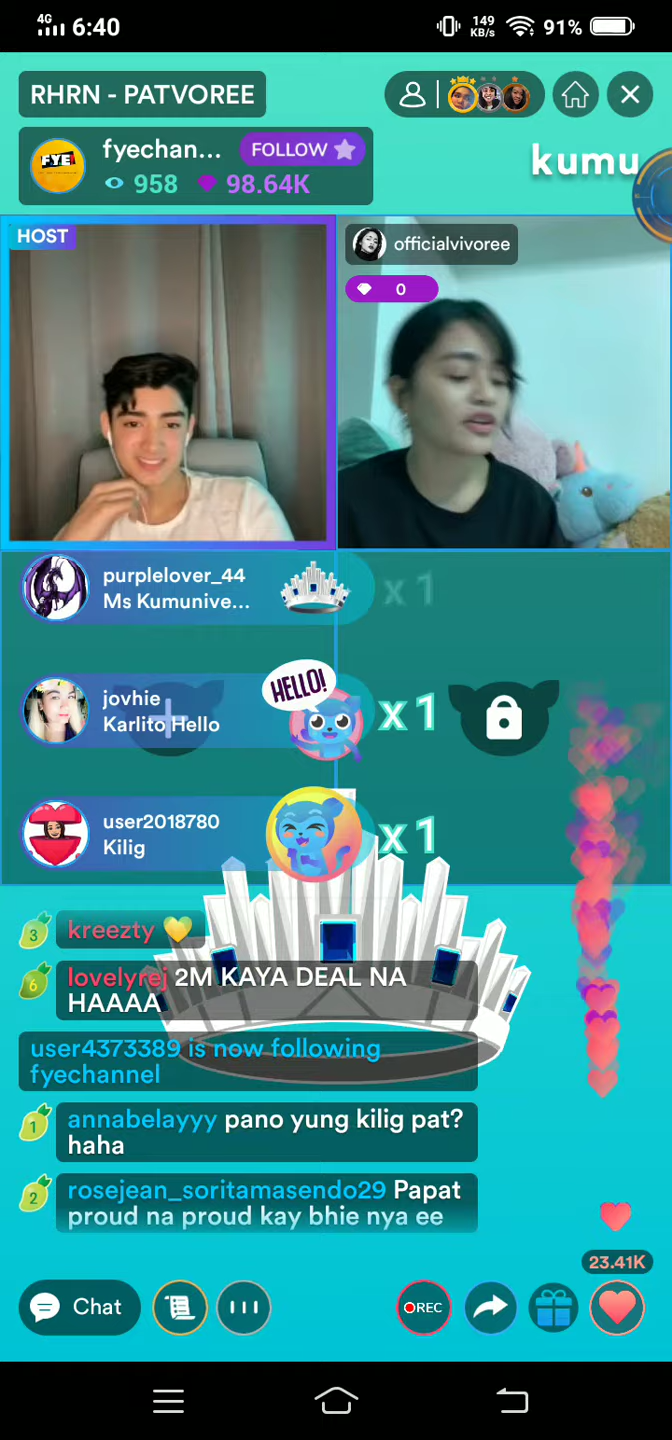 4G
6:40
149
KB/s
91%
RHRN - PATVOREE
FYE!
fyechan...
FOLLOW
958
98.64K
kumu
HOST
officialvivoree
0
purplelover_44
Ms Kumunive...
x 1
jovhie
Karlito Hello
HELLO!
x 1
user2018780
Kilig
x 1
3
kreezty 💛
6
lovelyrej 2M KAYA DEAL NA
HAAAA
user4373389 is now following
fyechannel
1
annabelayyy pano yung kilig pat?
haha
2
rosejean_soritamasendo29 Papat
proud na proud kay bhie nya ee
23.41K
Chat
REC